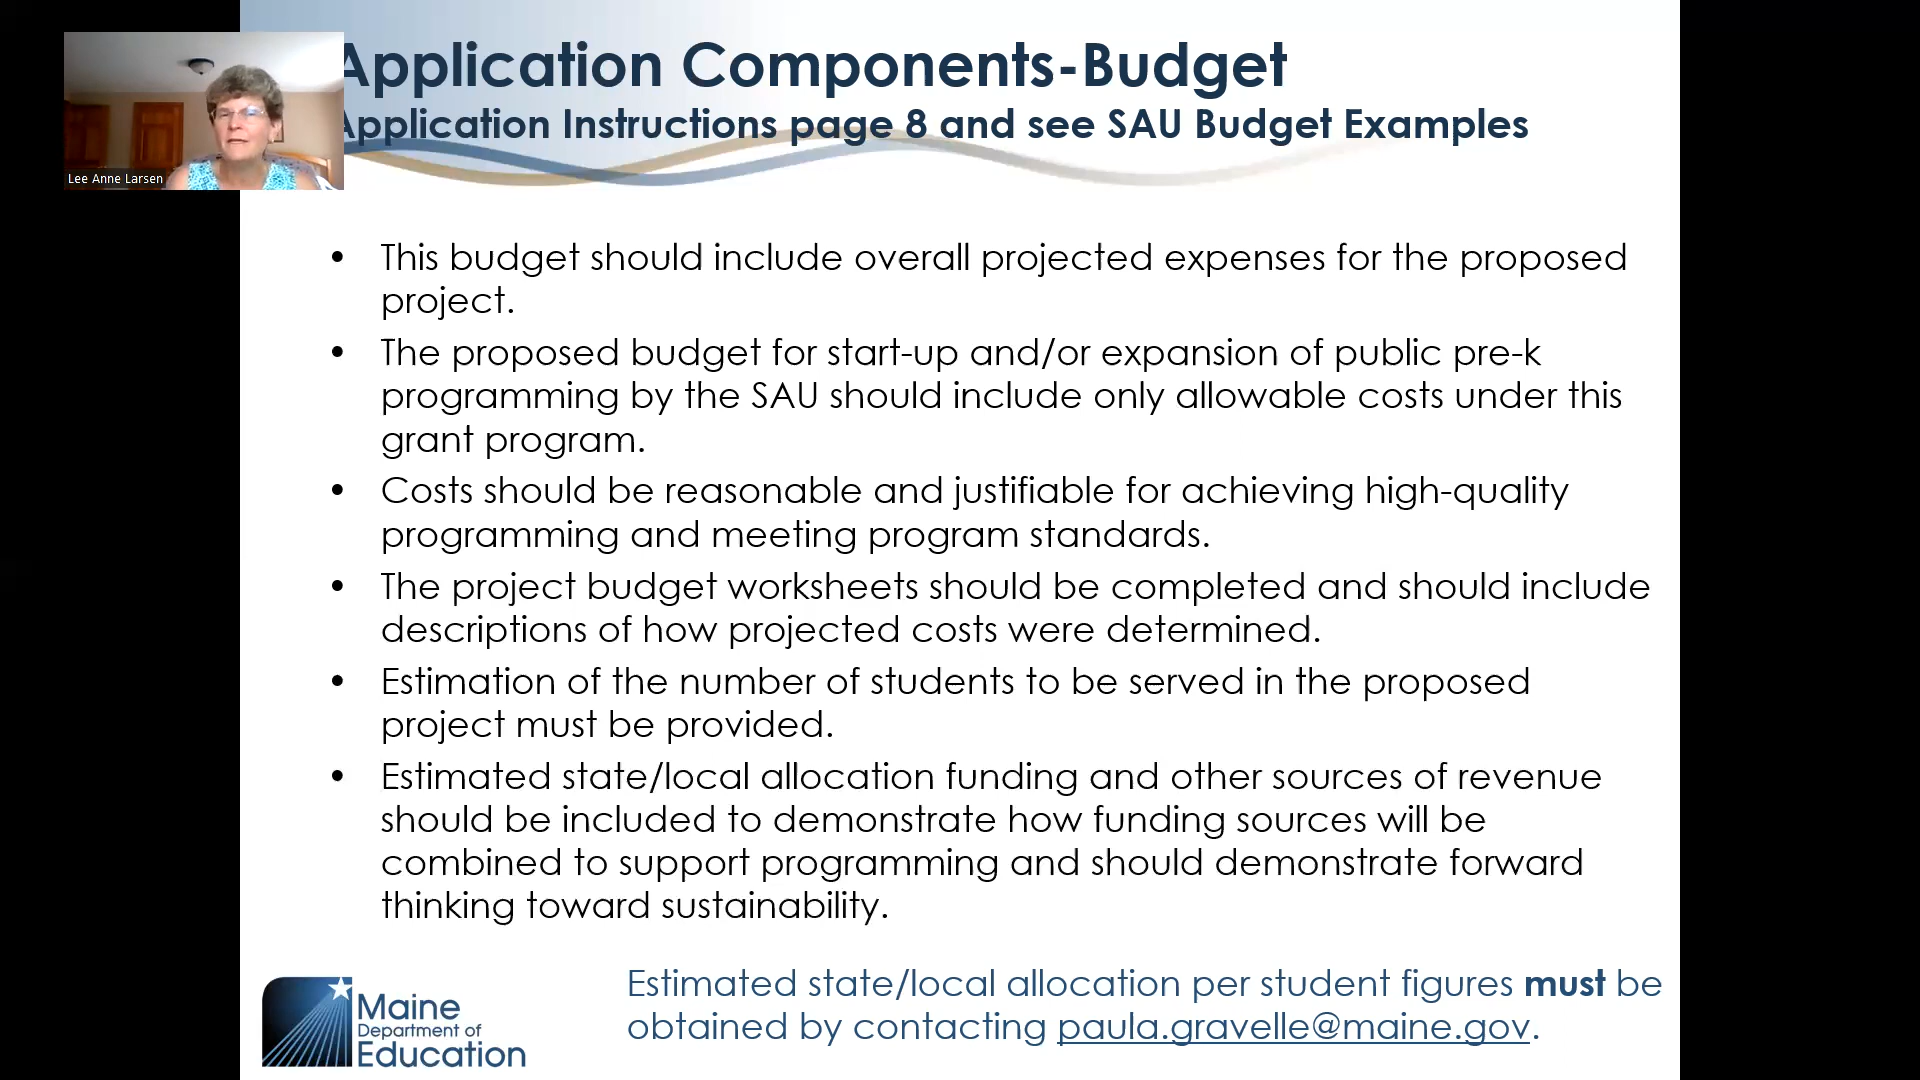 Application Components-Budget
Application Instructions page 8 and see SAU Budget Examples
Lee Anne Larsen
• This budget should include overall projected expenses for the proposed
project.
• The proposed budget for start-up and/or expansion of public pre-k
programming by the SAU should include only allowable costs under this
grant program.
• Costs should be reasonable and justifiable for achieving high-quality
programming and meeting program standards.
• The project budget worksheets should be completed and should include
descriptions of how projected costs were determined.
• Estimation of the number of students to be served in the proposed
project must be provided.
• Estimated state/local allocation funding and other sources of revenue
should be included to demonstrate how funding sources will be
combined to support programming and should demonstrate forward
thinking toward sustainability.
Maine
Department of
Education
Estimated state/local allocation per student figures must be
obtained by contacting paula.gravelle@maine.gov.